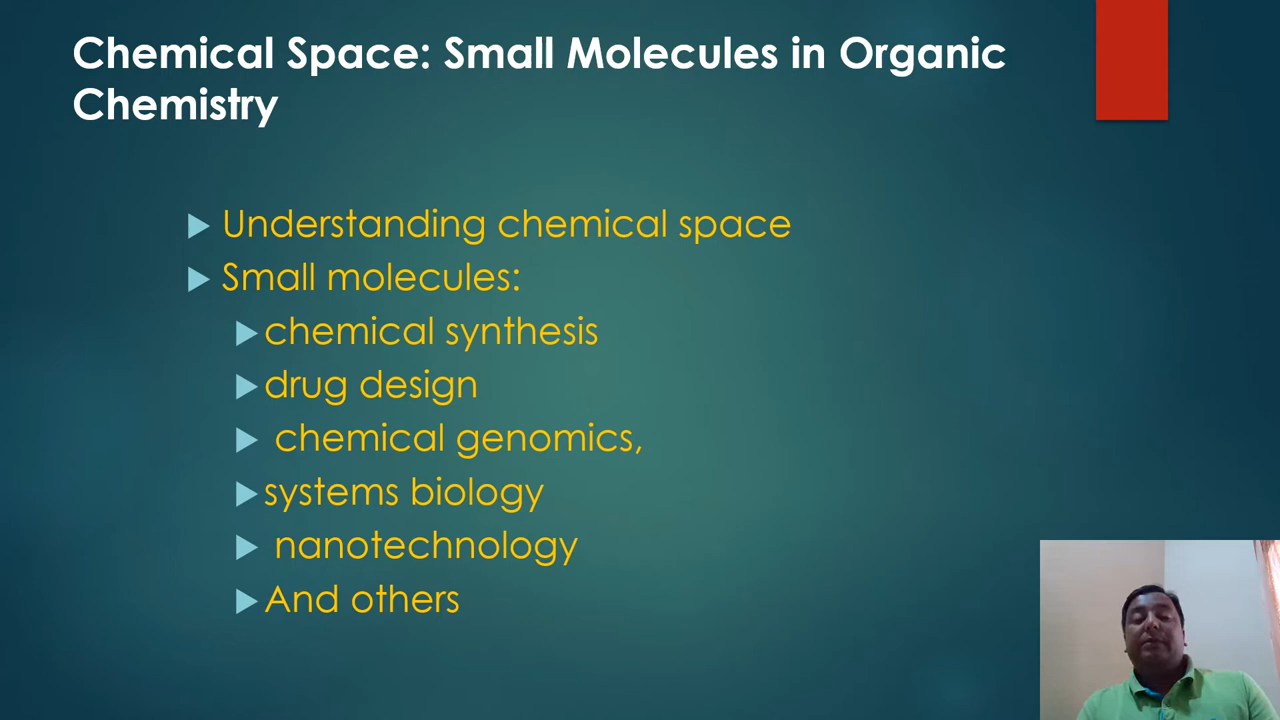 Chemical Space: Small Molecules in Organic
Chemistry
Understanding chemical space
Small molecules:
chemical synthesis
drug design
chemical genomics,
systems biology
nanotechnology
And others